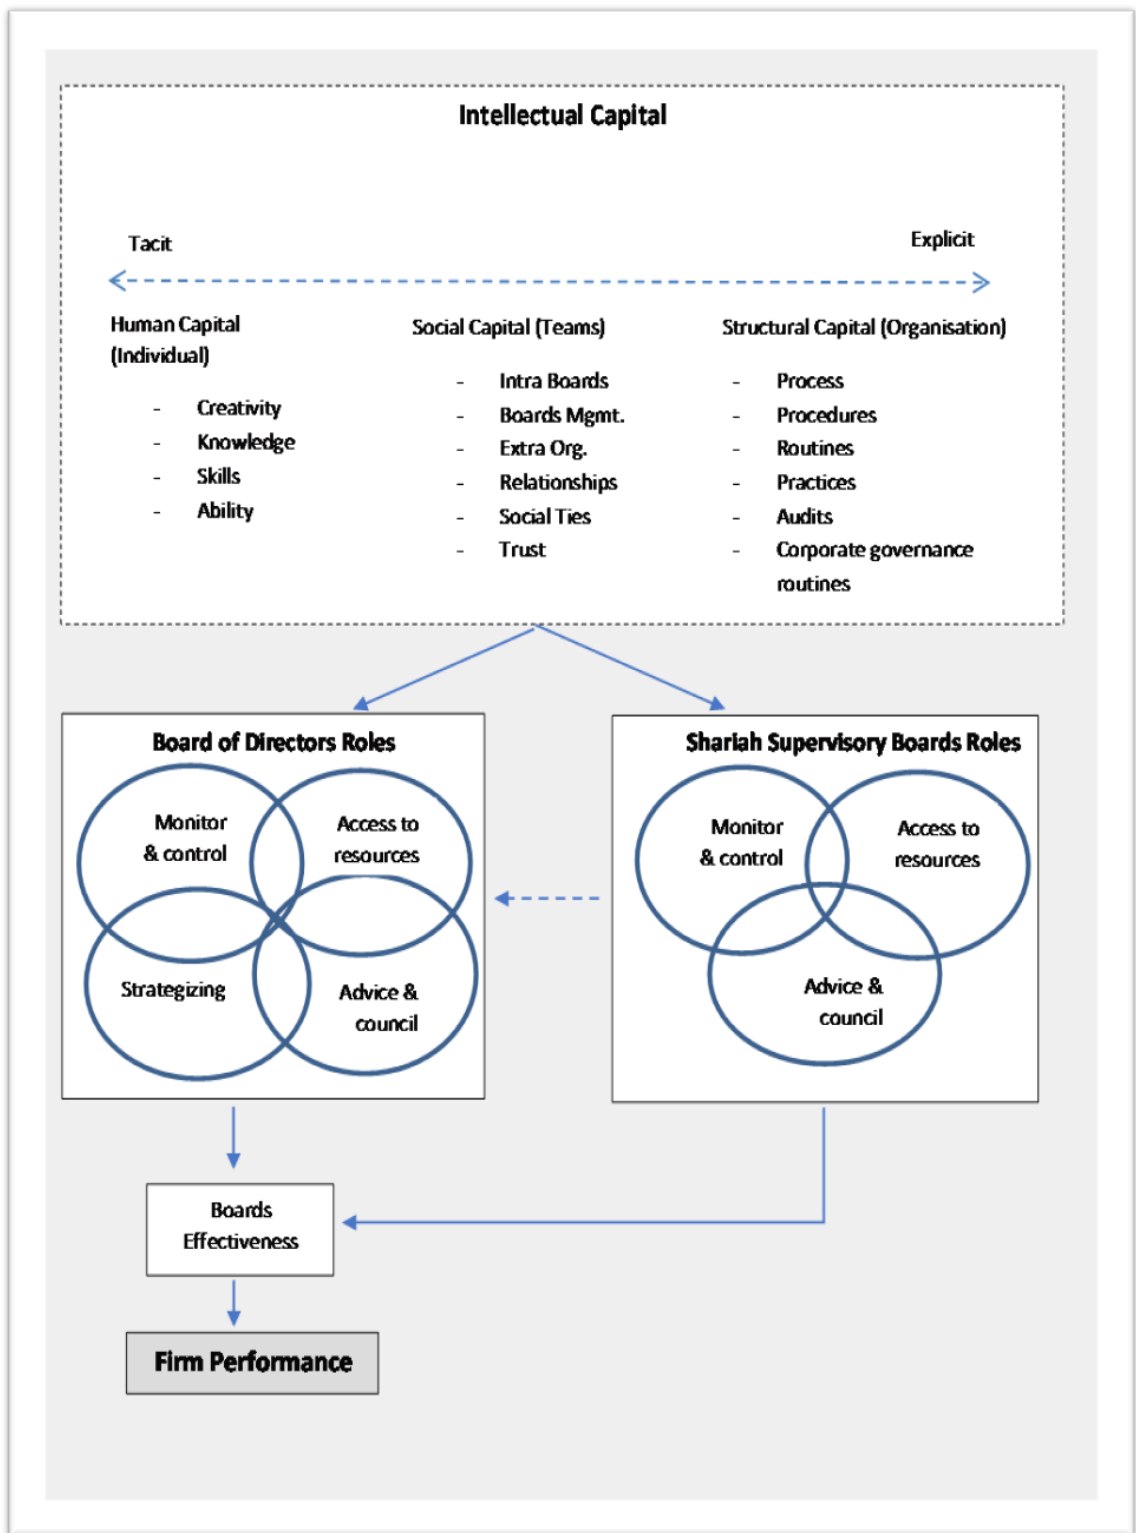 Intellectual Capital
Tacit
Explicit
Human Capital
(Individual)
- Creativity
- Knowledge
- Skills
- Ability
Social Capital (Teams)
- Intra Boards
- Boards Mgmt.
- Extra Org.
- Relationships
- Social Ties
- Trust
Structural Capital (Organisation)
- Process
- Procedures
- Routines
- Practices
- Audits
- Corporate governance
routines
Board of Directors Roles
Monitor
& control
Access to
resources
Strategizing
Advice &
council
Shariah Supervisory Boards Roles
Monitor
& control
Access to
resources
Advice &
council
Boards
Effectiveness
Firm Performance